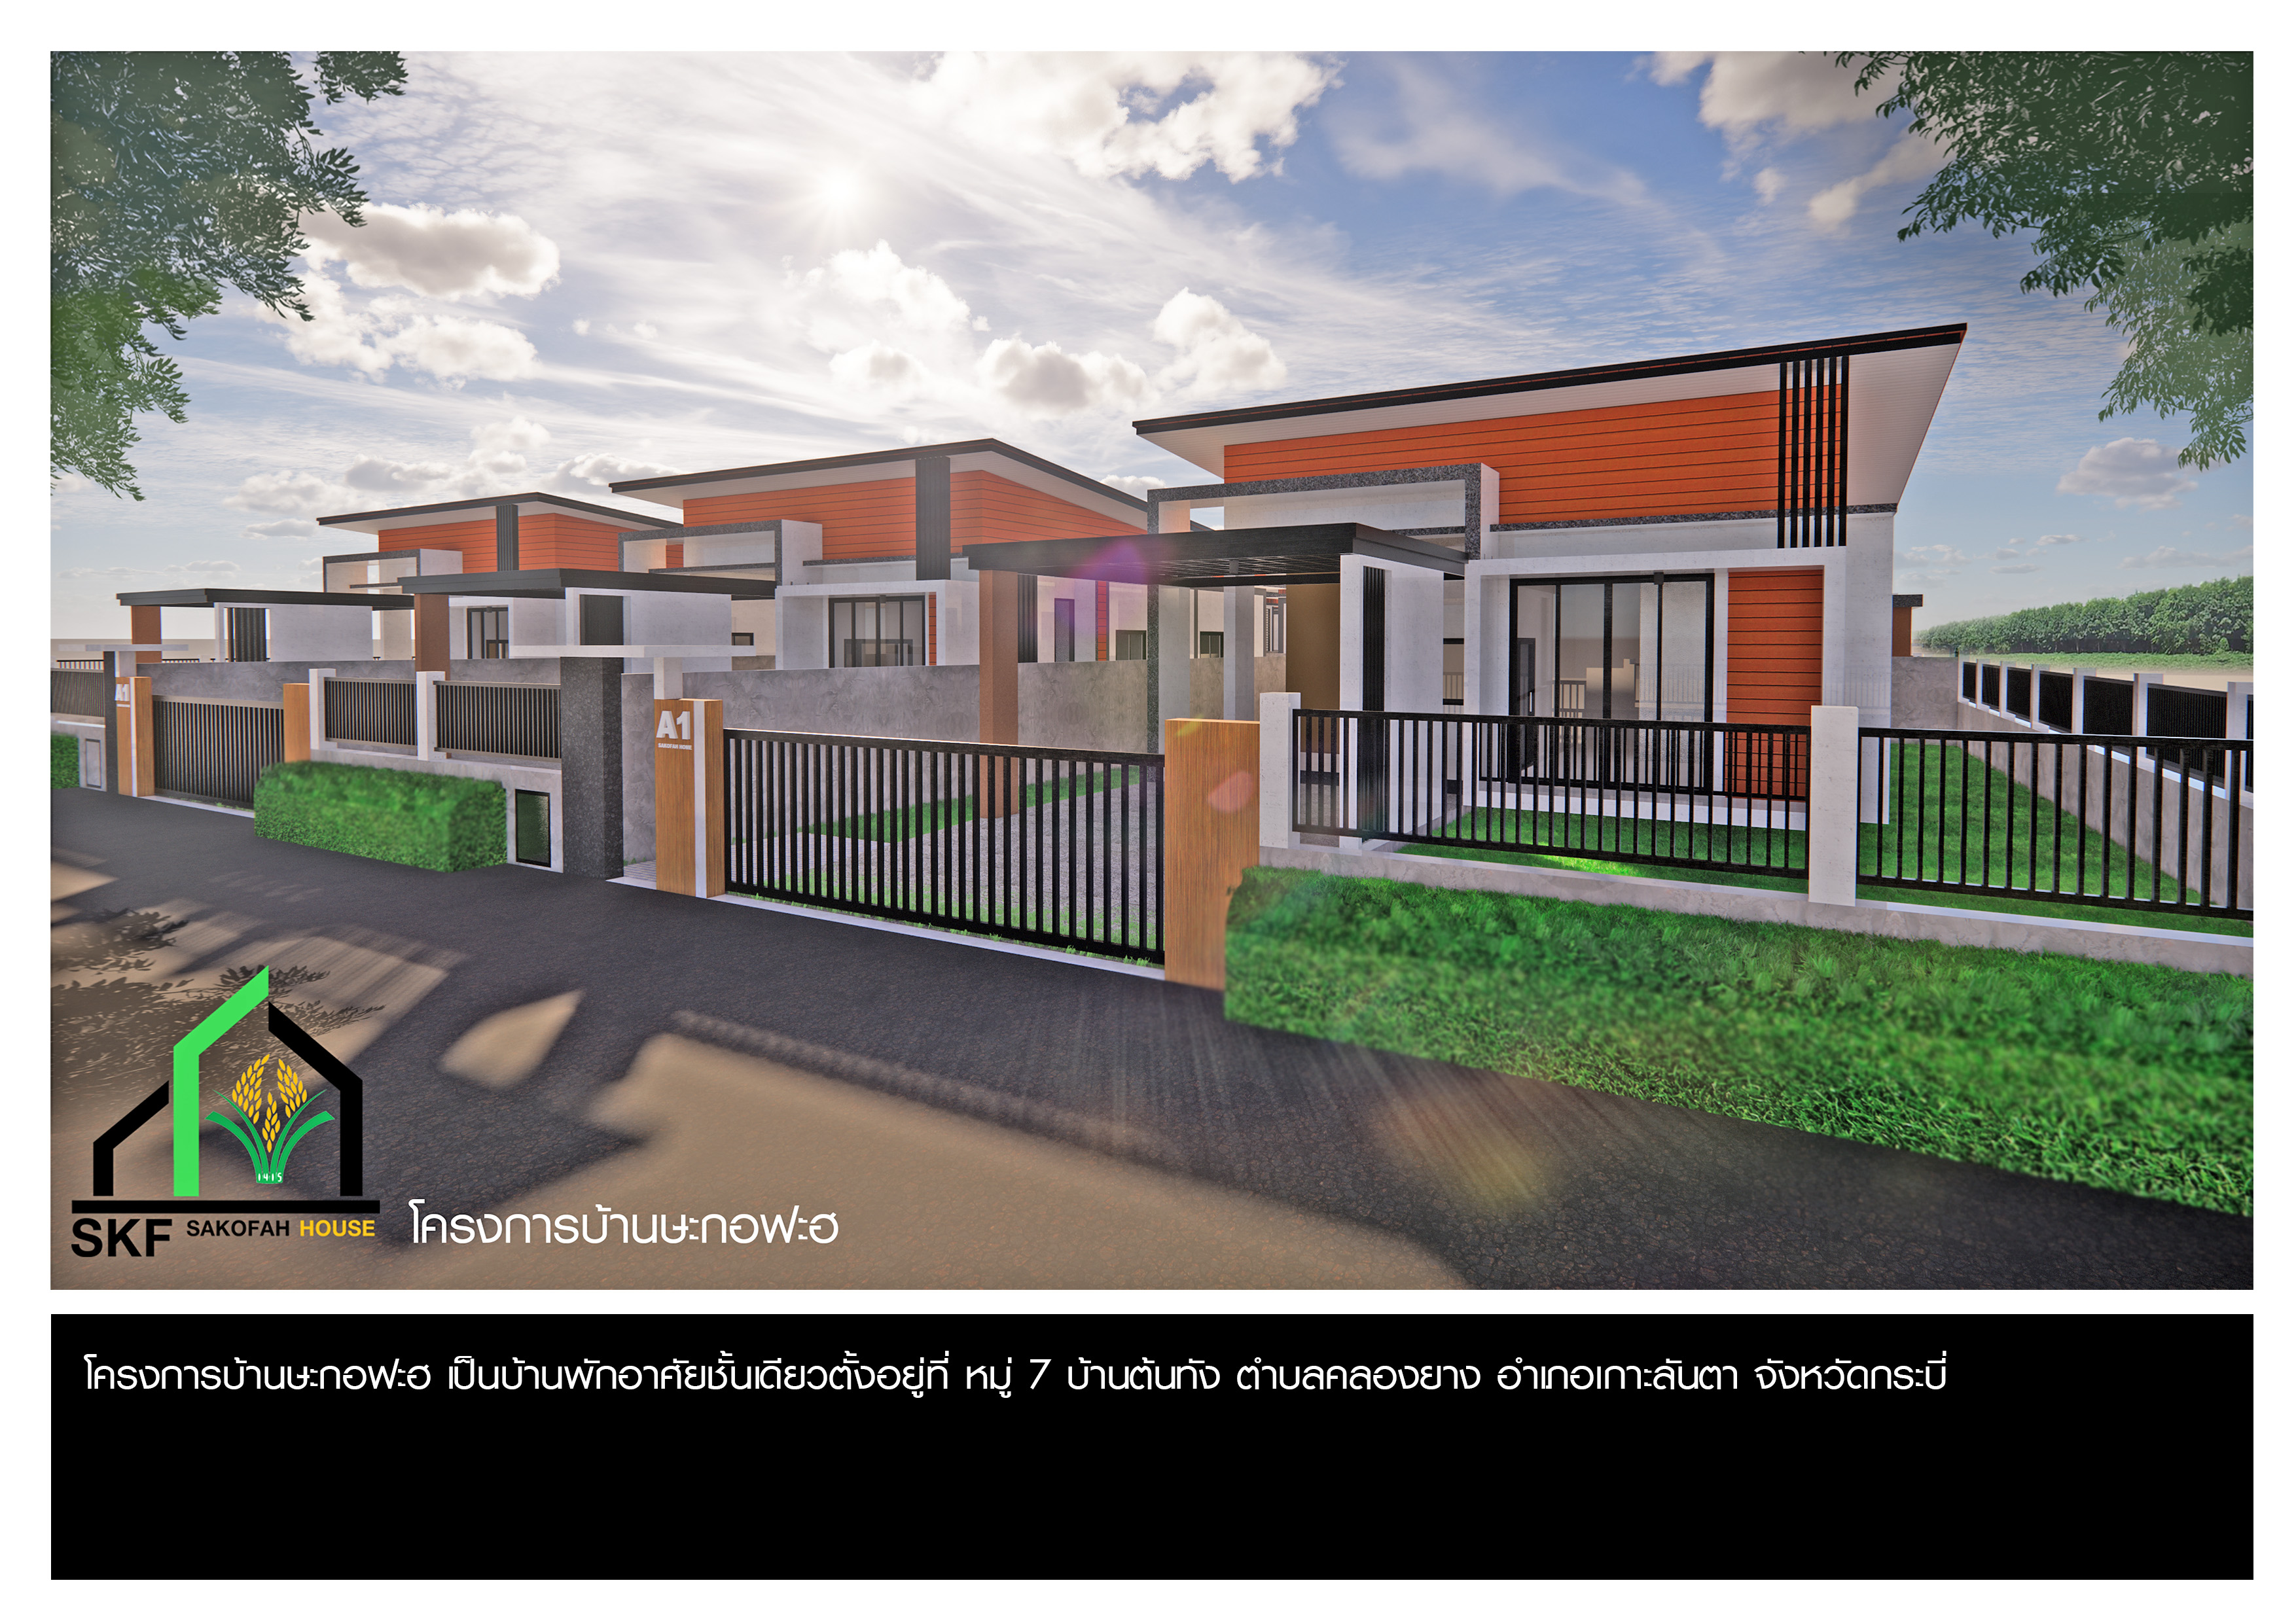 A1
A1
SAKOFAH HOUSE
1415
SKF SAKOFAH HOUSE
โครงการบ้านษะกอฟะฮ
โครงการบ้านษะกอฟะฮ เป็นบ้านพักอาศัยชั้นเดียวตั้งอยู่ที่ หมู่ 7 บ้านต้นทัง ตำบลคลองยาง อำเภอเกาะลันตา จังหวัดกระบี่